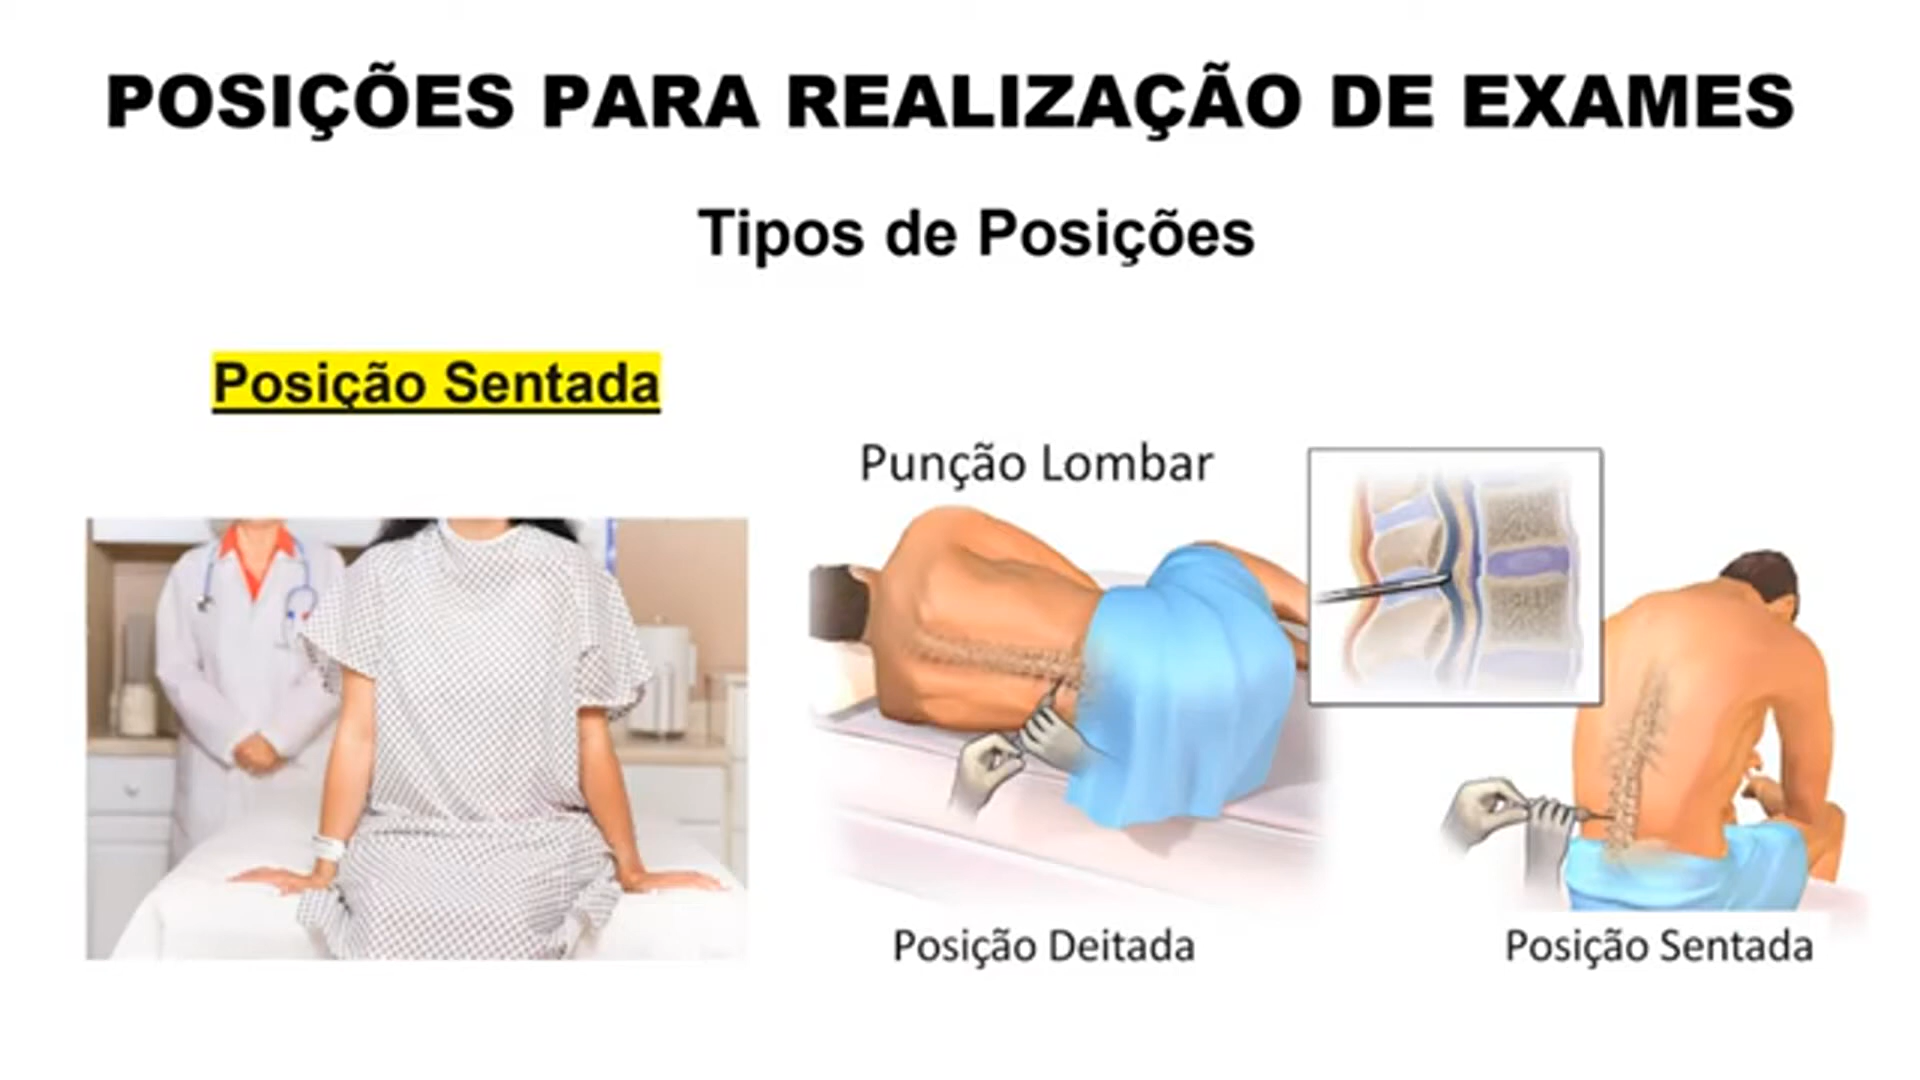 POSIÇÕES PARA REALIZAÇÃO DE EXAMES
Tipos de Posições
Posição Sentada
Punção Lombar
Posição Deitada
Posição Sentada